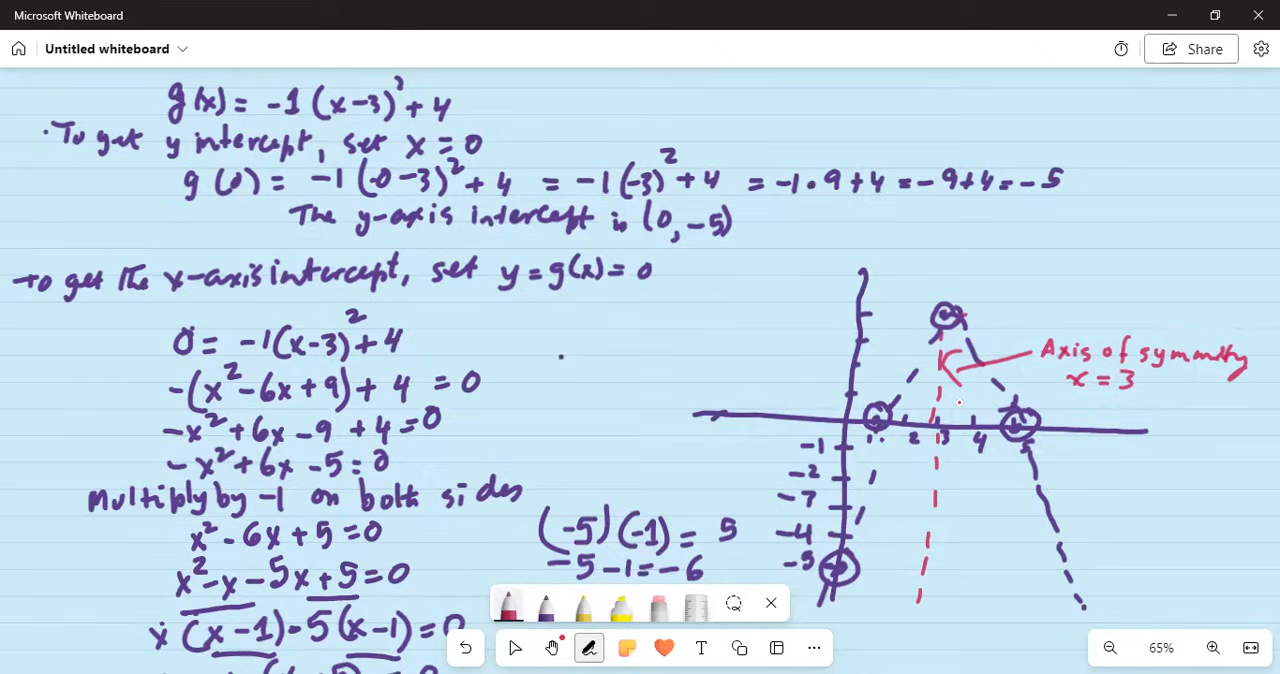 Microsoft Whiteboard
Untitled whiteboard
Share
g(x) = -1(x-3)² + 4
To get y intercept, set x = 0
g(0) = -1(0-3)² + 4 = -1(-3)² + 4 = -1 · 9 + 4 = -9+4 = -5
The y-axis intercept is (0, -5)
To get the x-axis intercept, set y = g(x) = 0
0 = -1(x-3)² + 4
-(x² - 6x + 9) + 4 = 0
-x² + 6x - 9 + 4 = 0
-x² + 6x - 5 = 0
Multiply by -1 on both sides
x² - 6x + 5 = 0
x² - x - 5x + 5 = 0
x(x-1) - 5(x-1) = 0
(-5)(-1) = 5
-5 - 1 = -6
Axis of symmetry
x = 3
1 2 3 4 5
-1
-2
-7
-4
-5
65%